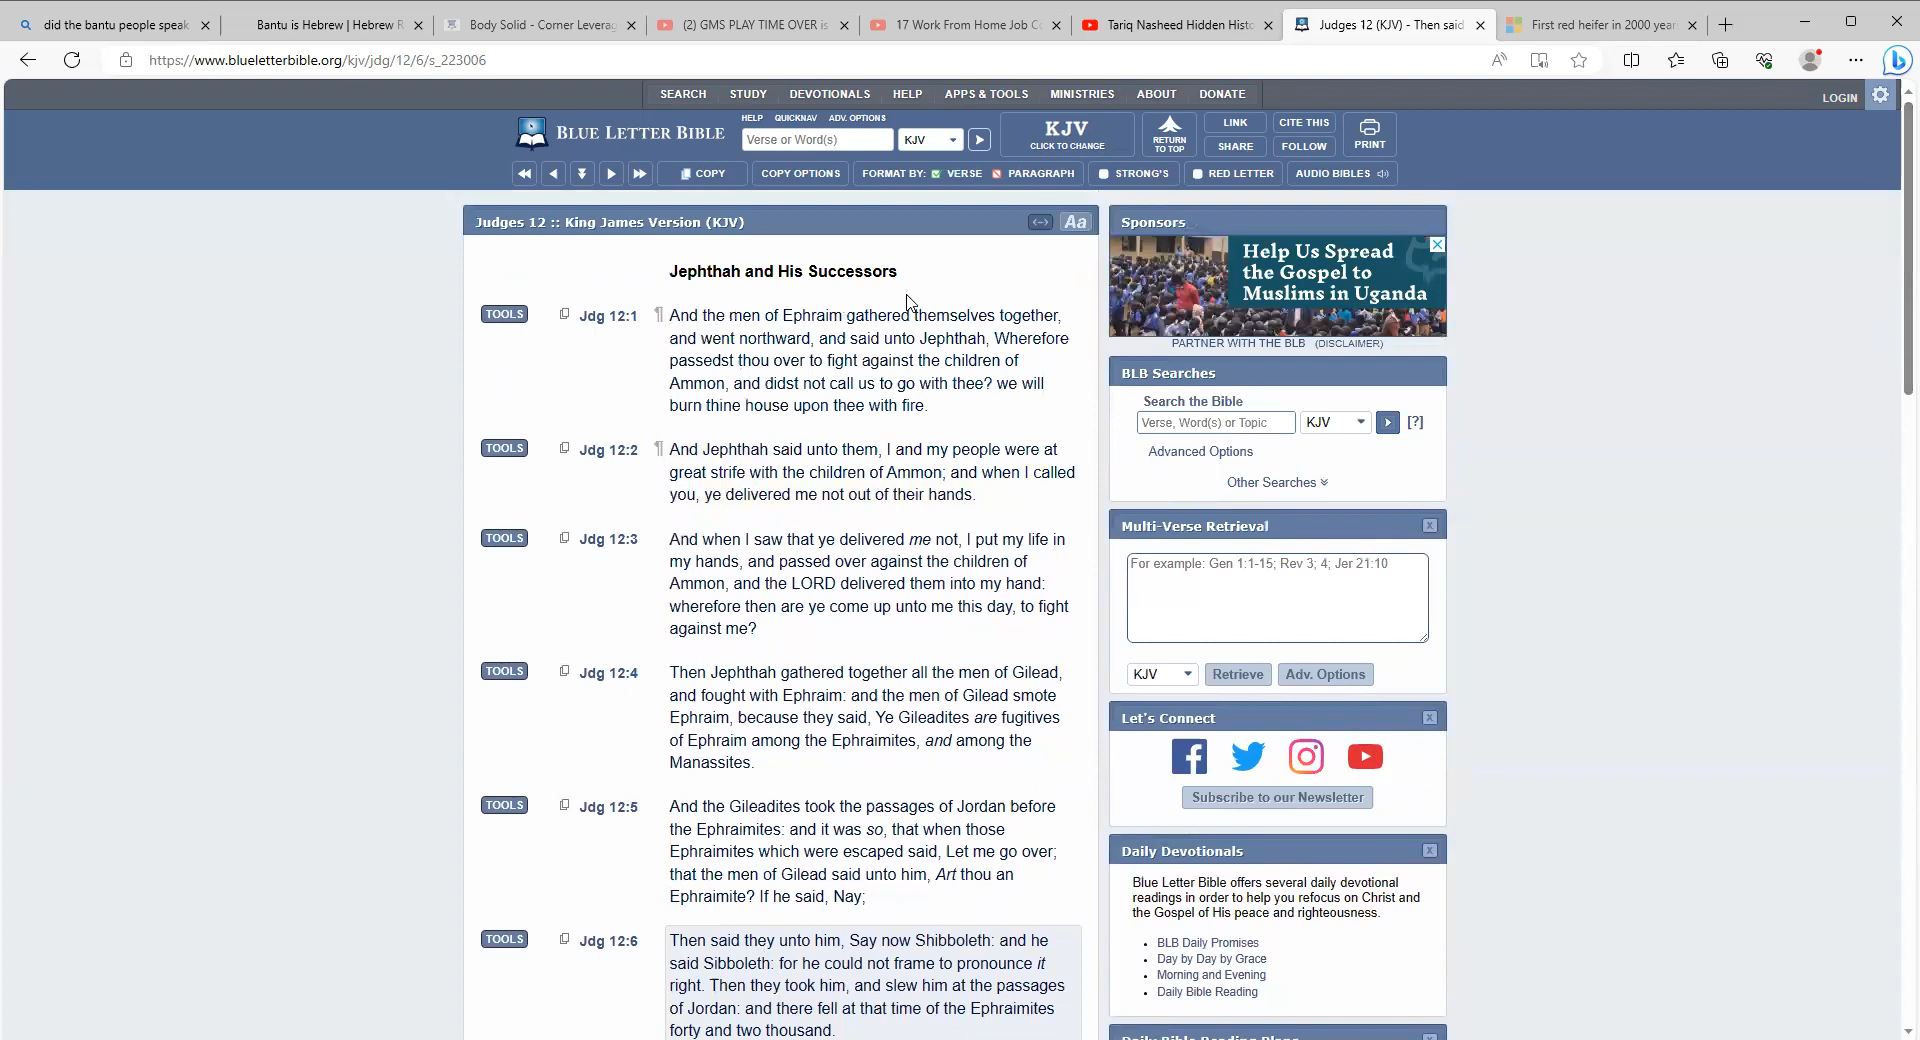 did the bantu people speak
Bantu is Hebrew | Hebrew R
Body Solid - Corner Leverag
(2) GMS PLAY TIME OVER is
17 Work From Home Job Co
Tariq Nasheed Hidden Histo
Judges 12 (KJV) - Then said
First red heifer in 2000 year
https://www.blueletterbible.org/kjv/jdg/12/6/s_223006
SEARCH STUDY DEVOTIONALS HELP APPS & TOOLS MINISTRIES ABOUT DONATE
LOGIN
BLUE LETTER BIBLE
HELP QUICKNAV ADV. OPTIONS
Verse or Word(s) KJV
KJV
CLICK TO CHANGE
RETURN
TO TOP
LINK CITE THIS
SHARE FOLLOW
PRINT
COPY COPY OPTIONS FORMAT BY: VERSE PARAGRAPH STRONG'S RED LETTER AUDIO BIBLES
Judges 12 :: King James Version (KJV) Aa
Jephthah and His Successors
TOOLS Jdg 12:1 ¶ And the men of Ephraim gathered themselves together,
and went northward, and said unto Jephthah, Wherefore
passedst thou over to fight against the children of
Ammon, and didst not call us to go with thee? we will
burn thine house upon thee with fire.
TOOLS Jdg 12:2 ¶ And Jephthah said unto them, I and my people were at
great strife with the children of Ammon; and when I called
you, ye delivered me not out of their hands.
TOOLS Jdg 12:3 And when I saw that ye delivered me not, I put my life in
my hands, and passed over against the children of
Ammon, and the LORD delivered them into my hand:
wherefore then are ye come up unto me this day, to fight
against me?
TOOLS Jdg 12:4 Then Jephthah gathered together all the men of Gilead,
and fought with Ephraim: and the men of Gilead smote
Ephraim, because they said, Ye Gileadites are fugitives
of Ephraim among the Ephraimites, and among the
Manassites.
TOOLS Jdg 12:5 And the Gileadites took the passages of Jordan before
the Ephraimites: and it was so, that when those
Ephraimites which were escaped said, Let me go over;
that the men of Gilead said unto him, Art thou an
Ephraimite? If he said, Nay;
TOOLS Jdg 12:6 Then said they unto him, Say now Shibboleth: and he
said Sibboleth: for he could not frame to pronounce it
right. Then they took him, and slew him at the passages
of Jordan: and there fell at that time of the Ephraimites
forty and two thousand.
Sponsors
Help Us Spread
the Gospel to
Muslims in Uganda
PARTNER WITH THE BLB (DISCLAIMER)
BLB Searches
Search the Bible
Verse, Word(s) or Topic KJV [?]
Advanced Options
Other Searches
Multi-Verse Retrieval x
For example: Gen 1:1-15; Rev 3; 4; Jer 21:10
KJV Retrieve Adv. Options
Let's Connect x
Subscribe to our Newsletter
Daily Devotionals x
Blue Letter Bible offers several daily devotional
readings in order to help you refocus on Christ and
the Gospel of His peace and righteousness.
BLB Daily Promises
Day by Day by Grace
Morning and Evening
Daily Bible Reading
Daily Bible Reading Plans